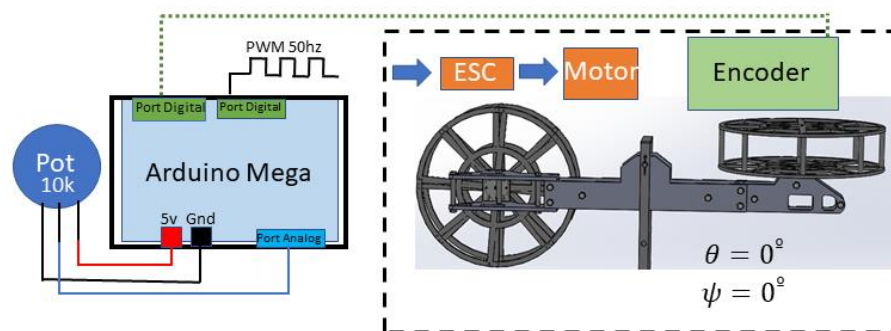 PWM 50hz
ESC
Motor
Encoder
Port Digital
Port Digital
Pot
10k
Arduino Mega
5v
Gnd
Port Analog
θ = 0º
ψ = 0º